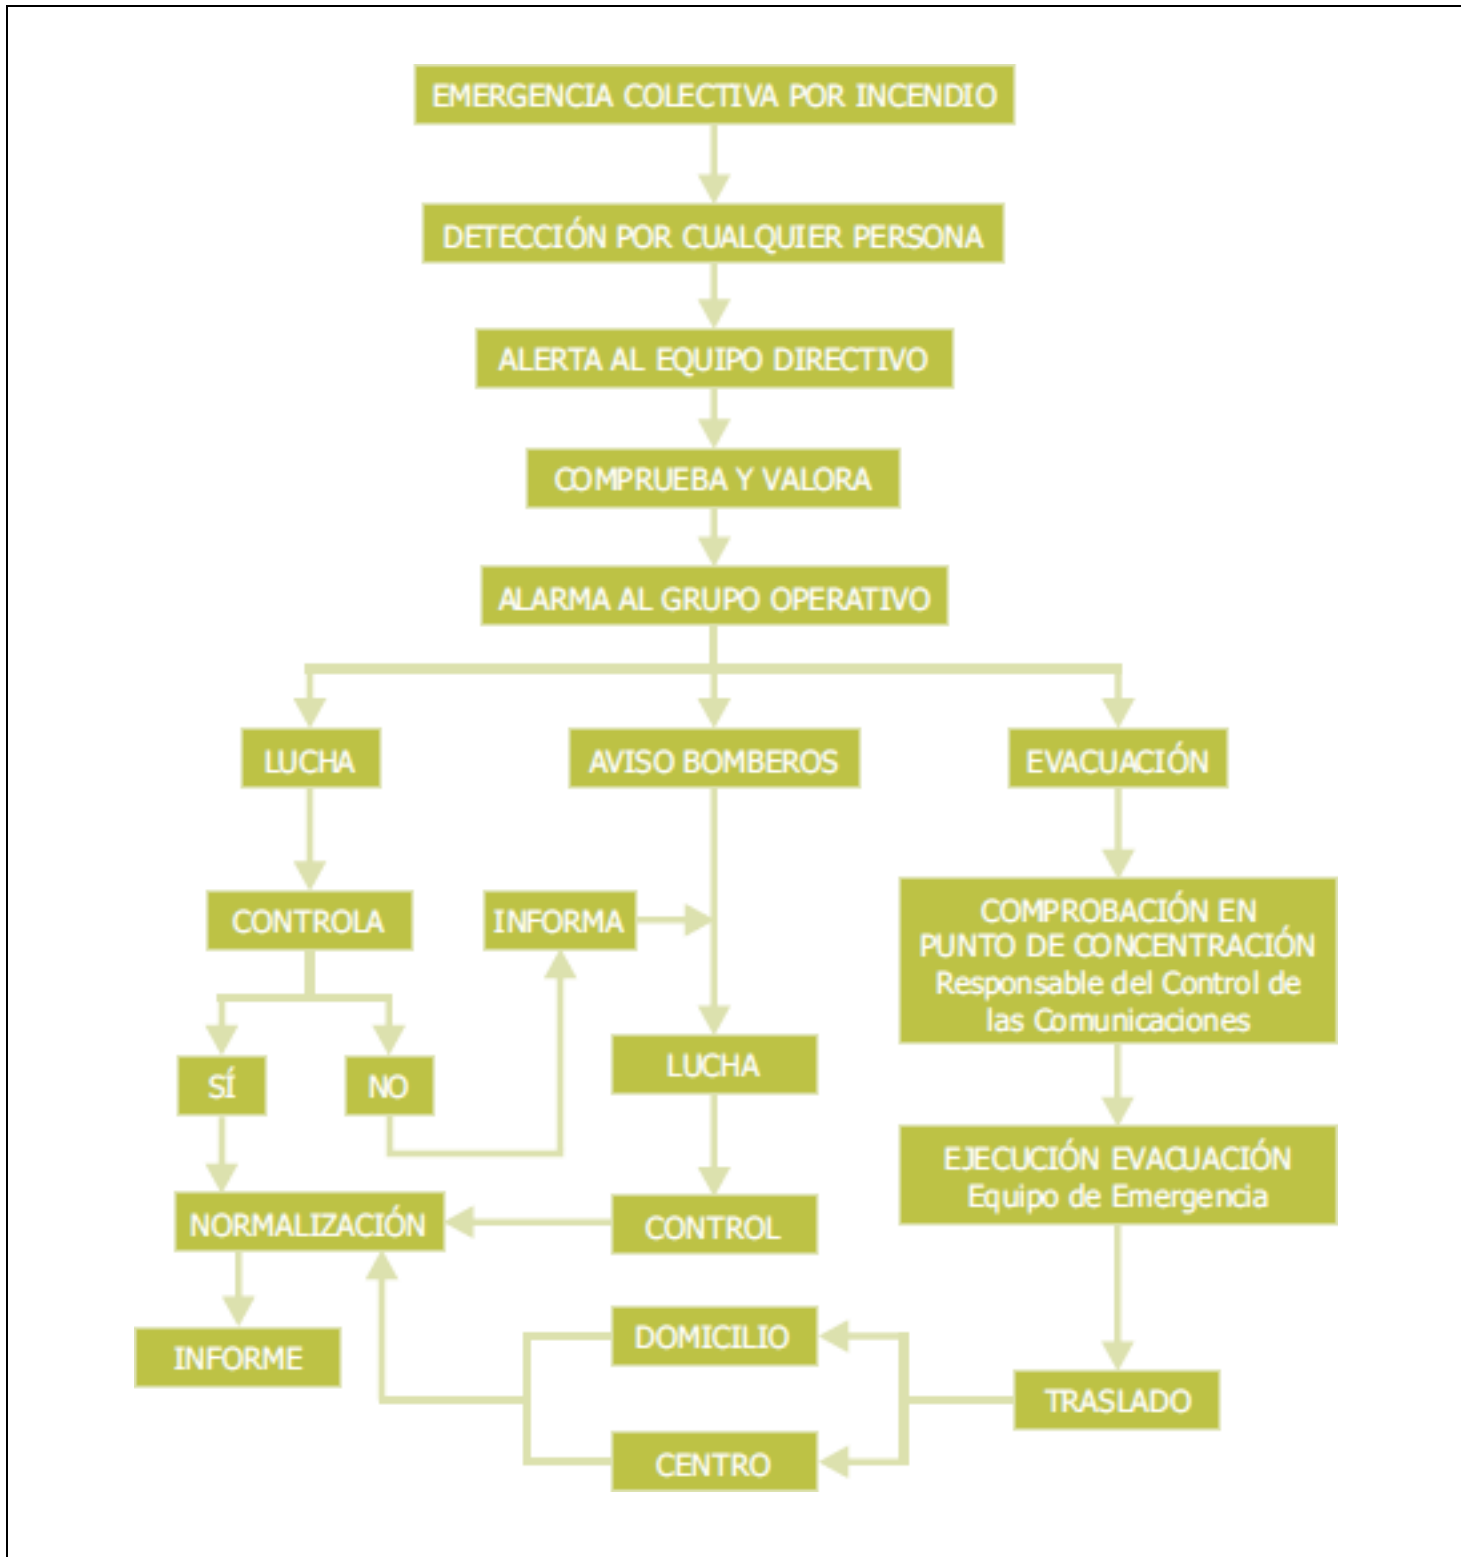 EMERGENCIA COLECTIVA POR INCENDIO
DETECCIÓN POR CUALQUIER PERSONA
ALERTA AL EQUIPO DIRECTIVO
COMPRUEBA Y VALORA
ALARMA AL GRUPO OPERATIVO
LUCHA
AVISO BOMBEROS
EVACUACIÓN
CONTROLA
INFORMA
COMPROBACIÓN EN
PUNTO DE CONCENTRACIÓN
Responsable del Control de
las Comunicaciones
SÍ
NO
LUCHA
EJECUCIÓN EVACUACIÓN
Equipo de Emergencia
NORMALIZACIÓN
CONTROL
INFORME
DOMICILIO
TRASLADO
CENTRO